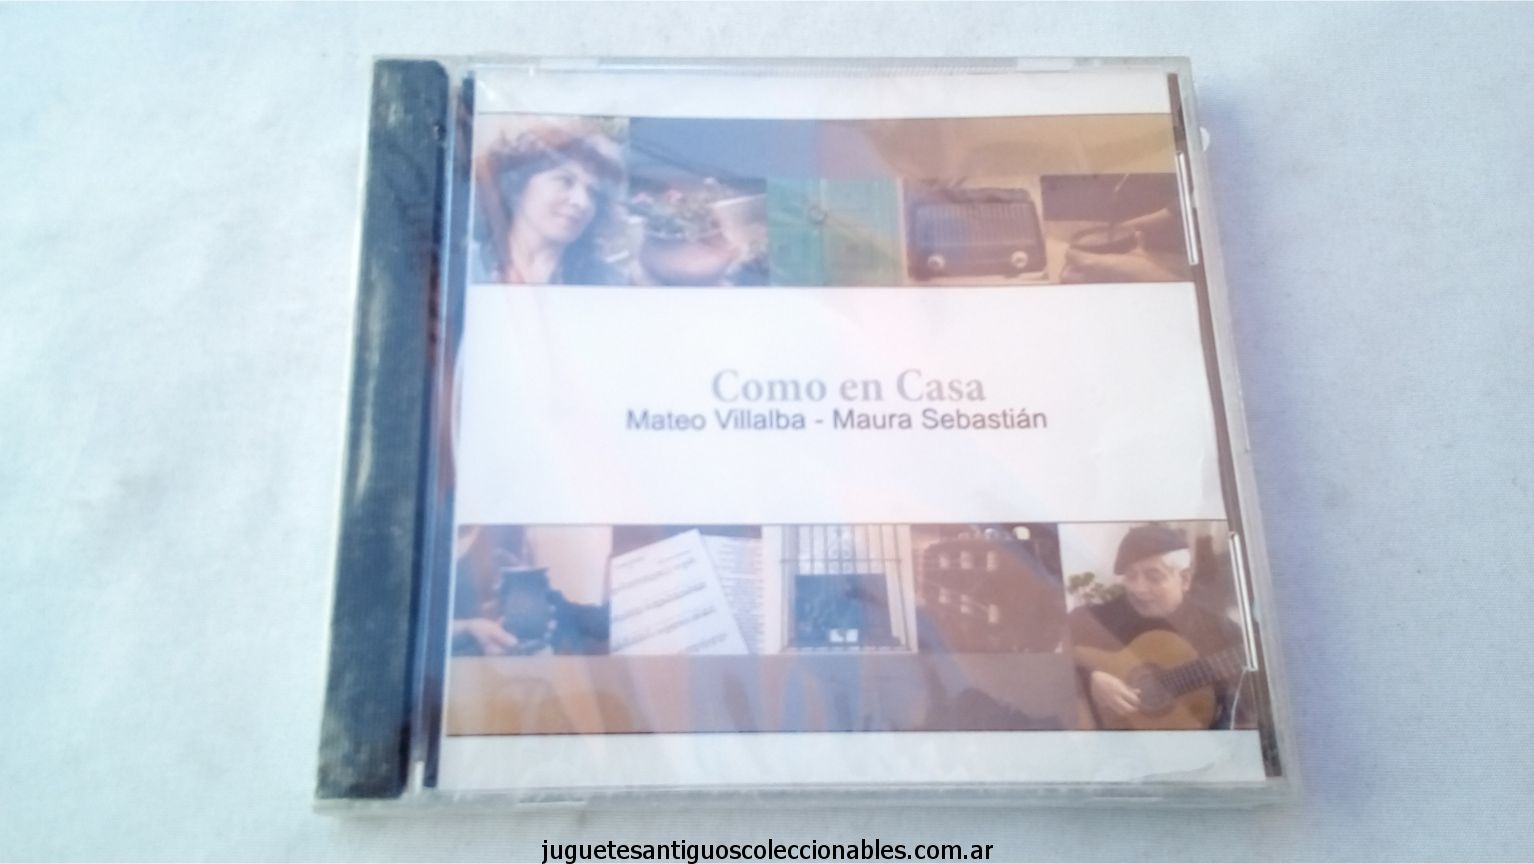 Como en Casa
Mateo Villalba - Maura Sebastián
juguetesantiguoscoleccionables.com.ar